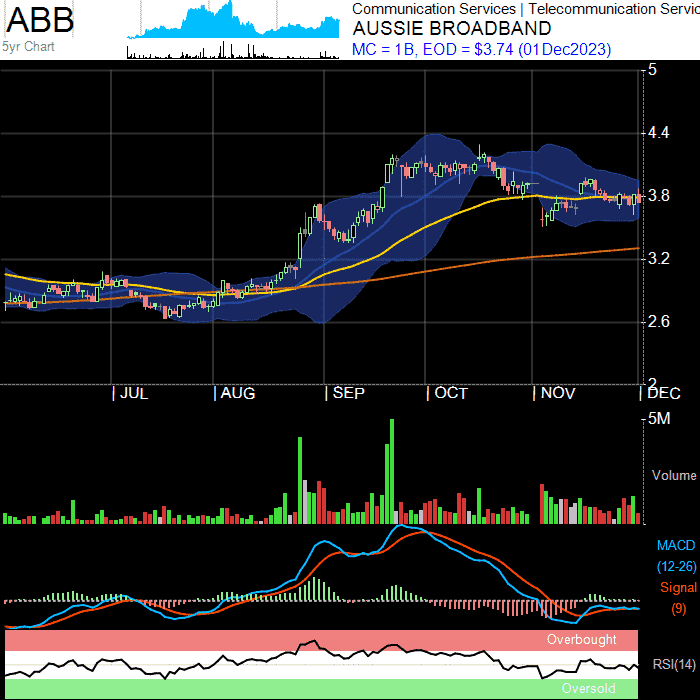 ABB
5yr Chart
Communication Services | Telecommunication Servic
AUSSIE BROADBAND
MC = 1B, EOD = $3.74 (01Dec2023)
5
4.4
3.8
3.2
2.6
2
| JUL | AUG | SEP | OCT | NOV | DEC
5M
Volume
MACD
(12-26)
Signal
(9)
Overbought
RSI(14)
Oversold